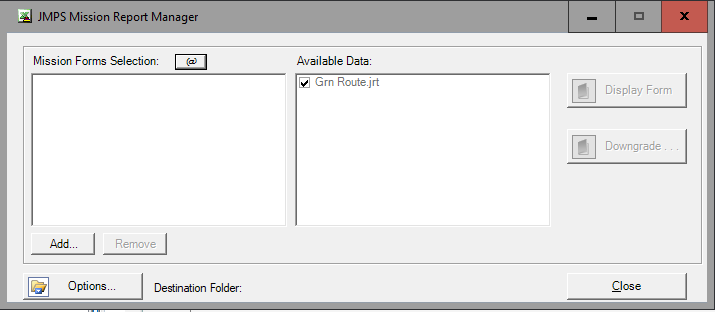 JMPS Mission Report Manager
Mission Forms Selection:
@
Available Data:
Grn Route.jrt
Display Form
Downgrade . . .
Add...
Remove
Options...
Destination Folder:
Close